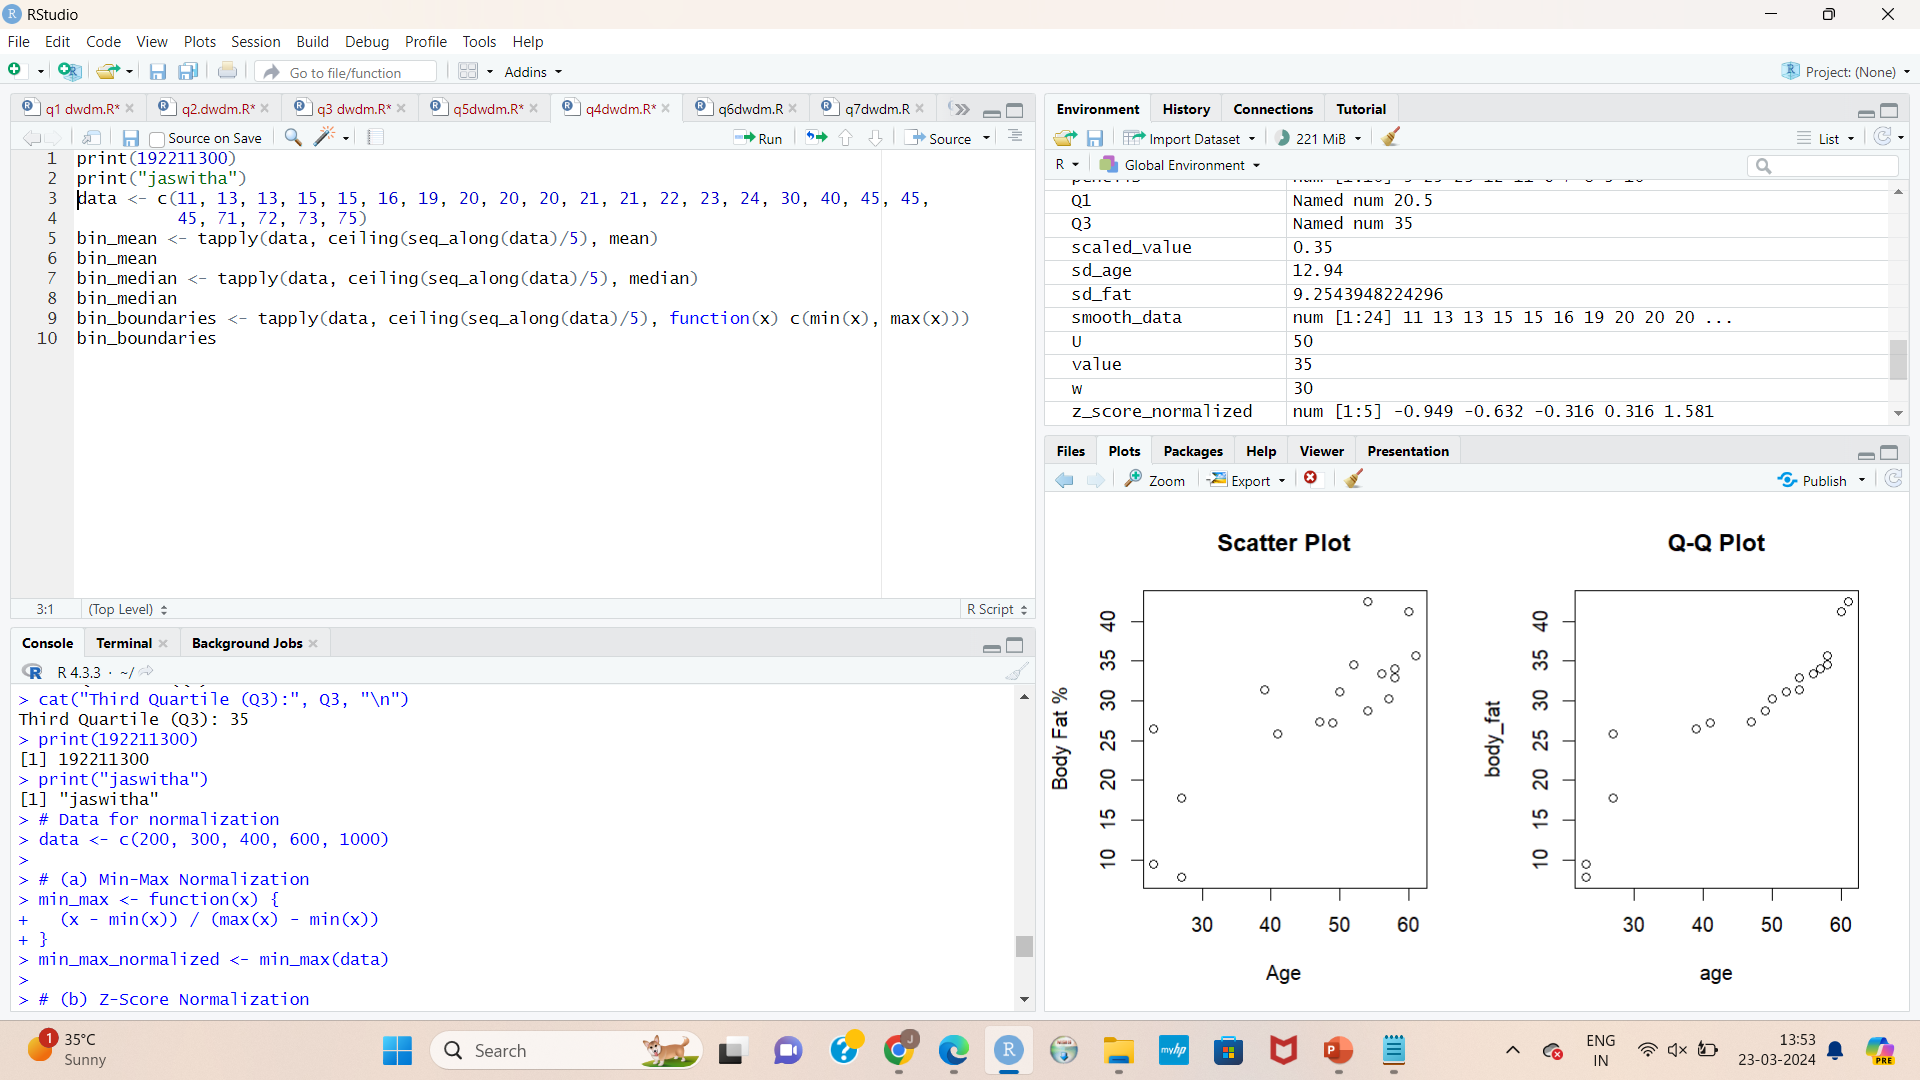 RStudio
File Edit Code View Plots Session Build Debug Profile Tools Help
Go to file/function Addins Project: (None)
q1 dwdm.R* q2.dwdm.R* q3 dwdm.R* q5dwdm.R* q4dwdm.R* q6dwdm.R q7dwdm.R
Source on Save Run Source
1 print(192211300)
2 print("jaswitha")
3 data <- c(11, 13, 13, 15, 15, 16, 19, 20, 20, 20, 21, 21, 22, 23, 24, 30, 40, 45, 45,
4 45, 71, 72, 73, 75)
5 bin_mean <- tapply(data, ceiling(seq_along(data)/5), mean)
6 bin_mean
7 bin_median <- tapply(data, ceiling(seq_along(data)/5), median)
8 bin_median
9 bin_boundaries <- tapply(data, ceiling(seq_along(data)/5), function(x) c(min(x), max(x)))
10 bin_boundaries
3:1 (Top Level) R Script
Console Terminal Background Jobs
R 4.3.3 · ~/
> cat("Third Quartile (Q3):", Q3, "\n")
Third Quartile (Q3): 35
> print(192211300)
[1] 192211300
> print("jaswitha")
[1] "jaswitha"
> # Data for normalization
> data <- c(200, 300, 400, 600, 1000)
>
> # (a) Min-Max Normalization
> min_max <- function(x) {
+ (x - min(x)) / (max(x) - min(x))
+ }
> min_max_normalized <- min_max(data)
>
> # (b) Z-Score Normalization
Environment History Connections Tutorial
Import Dataset 221 MiB List
R Global Environment
Q1 Named num 20.5
Q3 Named num 35
scaled_value 0.35
sd_age 12.94
sd_fat 9.2543948224296
smooth_data num [1:24] 11 13 13 15 15 16 19 20 20 20 ...
U 50
value 35
w 30
z_score_normalized num [1:5] -0.949 -0.632 -0.316 0.316 1.581
Files Plots Packages Help Viewer Presentation
Zoom Export Publish
Scatter Plot
Body Fat %
40
35
30
25
20
15
10
30 40 50 60
Age
Q-Q Plot
body_fat
40
35
30
25
20
15
10
30 40 50 60
age
1 35°C
Sunny
Search
J
R
myhp
PRE
ENG
IN
13:53
23-03-2024